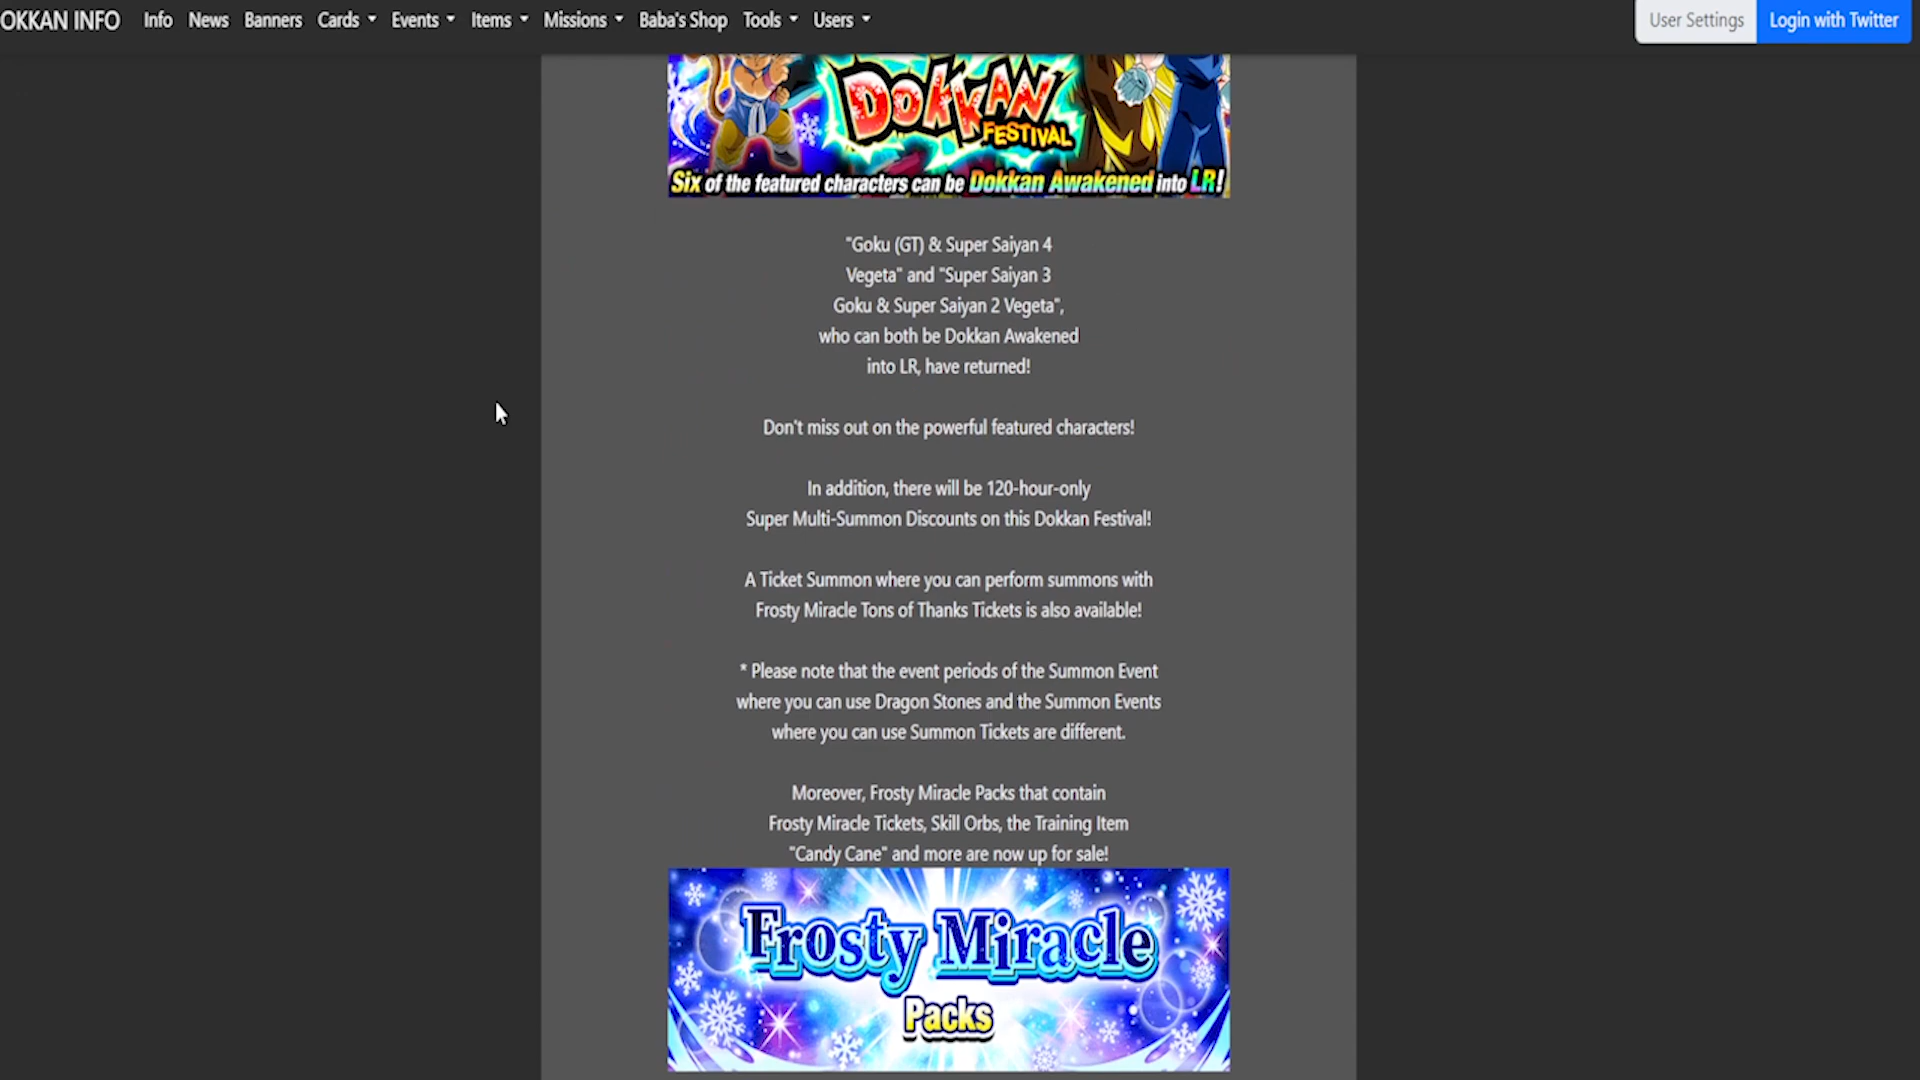 OKKAN INFO Info News Banners Cards Events Items Missions Baba's Shop Tools Users User Settings Login with Twitter
DOKKAN
FESTIVAL
Six of the featured characters can be Dokkan Awakened into LR!
"Goku (GT) & Super Saiyan 4
Vegeta" and "Super Saiyan 3
Goku & Super Saiyan 2 Vegeta",
who can both be Dokkan Awakened
into LR, have returned!
Don't miss out on the powerful featured characters!
In addition, there will be 120-hour-only
Super Multi-Summon Discounts on this Dokkan Festival!
A Ticket Summon where you can perform summons with
Frosty Miracle Tons of Thanks Tickets is also available!
* Please note that the event periods of the Summon Event
where you can use Dragon Stones and the Summon Events
where you can use Summon Tickets are different.
Moreover, Frosty Miracle Packs that contain
Frosty Miracle Tickets, Skill Orbs, the Training Item
"Candy Cane" and more are now up for sale!
Frosty Miracle
Packs